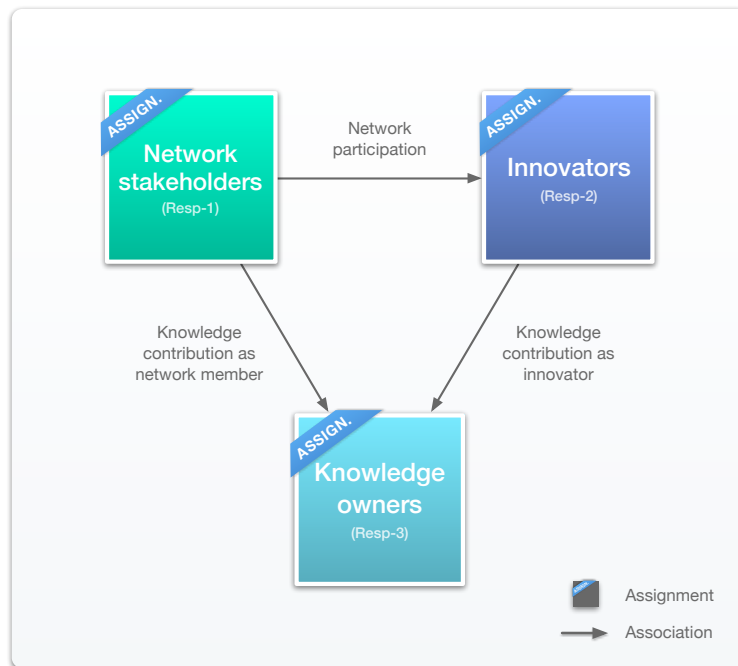 ASSIGN.
Network
stakeholders
(Resp-1)
Network
participation
ASSIGN.
Innovators
(Resp-2)
Knowledge
contribution as
network member
Knowledge
contribution as
innovator
ASSIGN.
Knowledge
owners
(Resp-3)
ASSIGN.
Assignment
Association